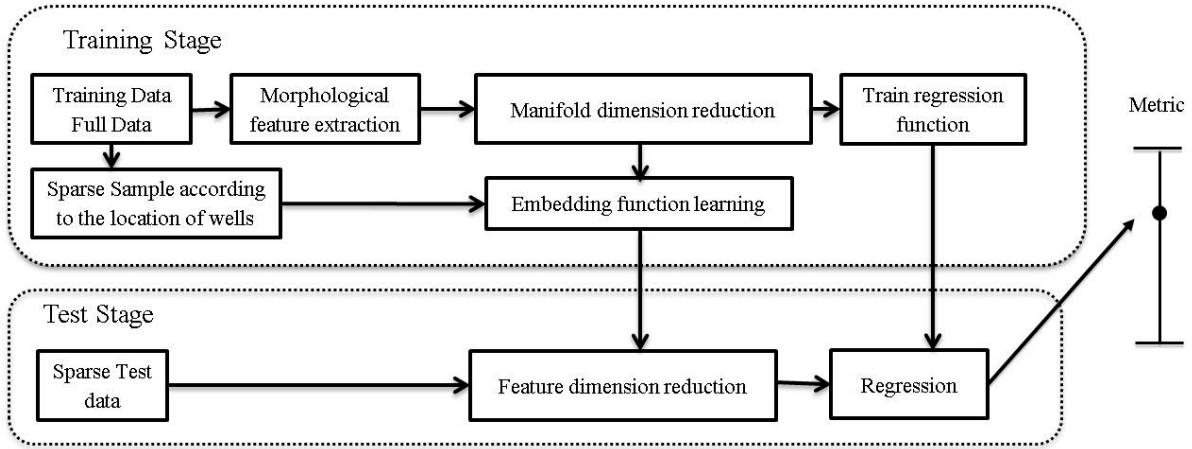 Training Stage
Training Data
Full Data
Morphological
feature extraction
Manifold dimension reduction
Train regression
function
Metric
Sparse Sample according
to the location of wells
Embedding function learning
Test Stage
Sparse Test
data
Feature dimension reduction
Regression